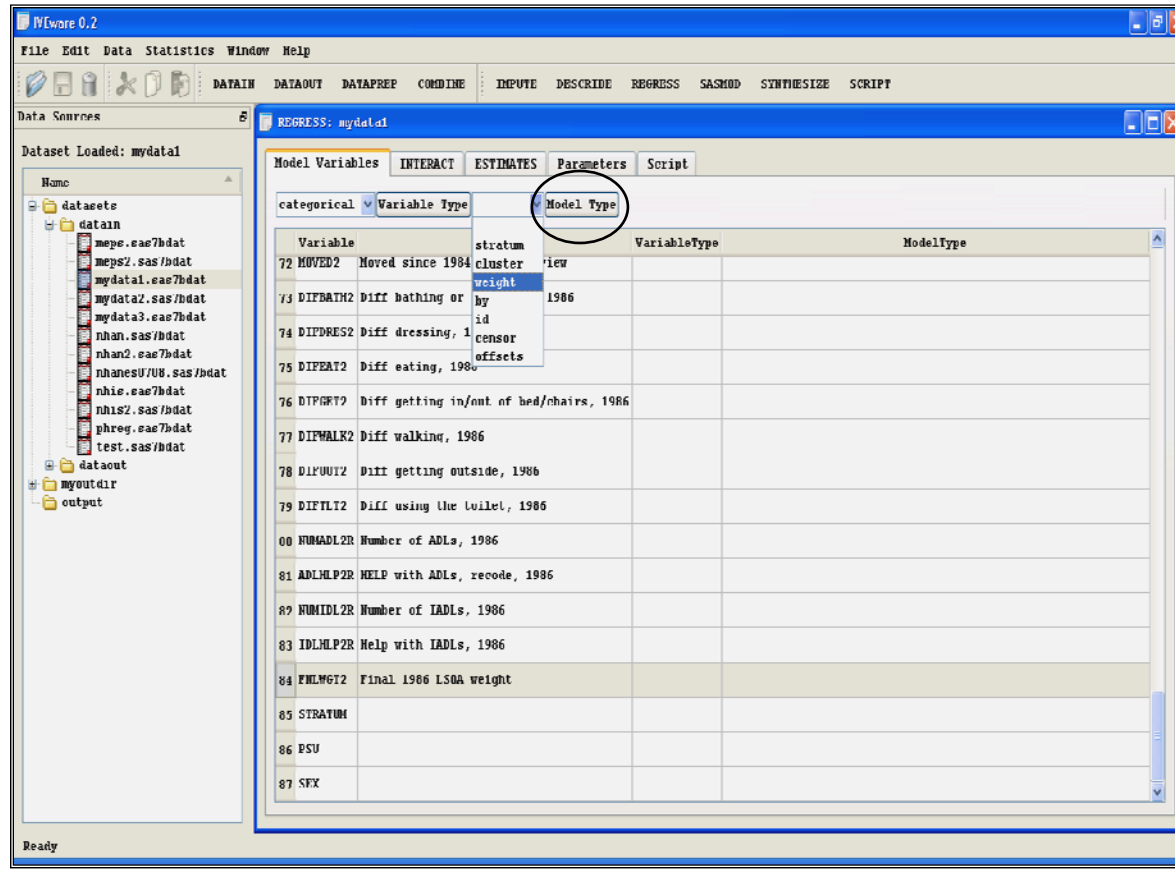 IVEware 0.2
File Edit Data Statistics Window Help
DATAIN DATAOUT DATAPREP COMBINE IMPUTE DESCRIBE REGRESS SASMOD SYNTHESIZE SCRIPT
Data Sources
REGRESS: mydata1
Dataset Loaded: mydata1
Model Variables INTERACT ESTIMATES Parameters Script
Name
categorical Variable Type Model Type
datasets
datain
meps.sas7bdat
meps2.sas7bdat
mydata1.sas7bdat
mydata2.sas7bdat
mydata3.sas7bdat
nhan.sas7bdat
nhan2.sas7bdat
nhanes0708.sas7bdat
nhis.sas7bdat
nhis2.sas7bdat
phreg.sas7bdat
test.sas7bdat
dataout
myoutdir
output
stratum
cluster
weight
by
id
censor
offsets
Variable VariableType ModelType
72 MOVED2 Moved since 1984 view
73 DIFBATH2 Diff bathing or 1986
74 DIFDRES2 Diff dressing, 1
75 DIFEAT2 Diff eating, 1986
76 DIFGET2 Diff getting in/out of bed/chairs, 1986
77 DIFWALK2 Diff walking, 1986
78 DIFOUT2 Diff getting outside, 1986
79 DIFTLT2 Diff using the toilet, 1986
80 NUMADL2R Number of ADLs, 1986
81 ADLHLP2R HELP with ADLs, recode, 1986
82 NUMIDL2R Number of IADLs, 1986
83 IDLHLP2R Help with IADLs, 1986
84 FNLWGT2 Final 1986 LSOA weight
85 STRATUM
86 PSU
87 SEX
Ready